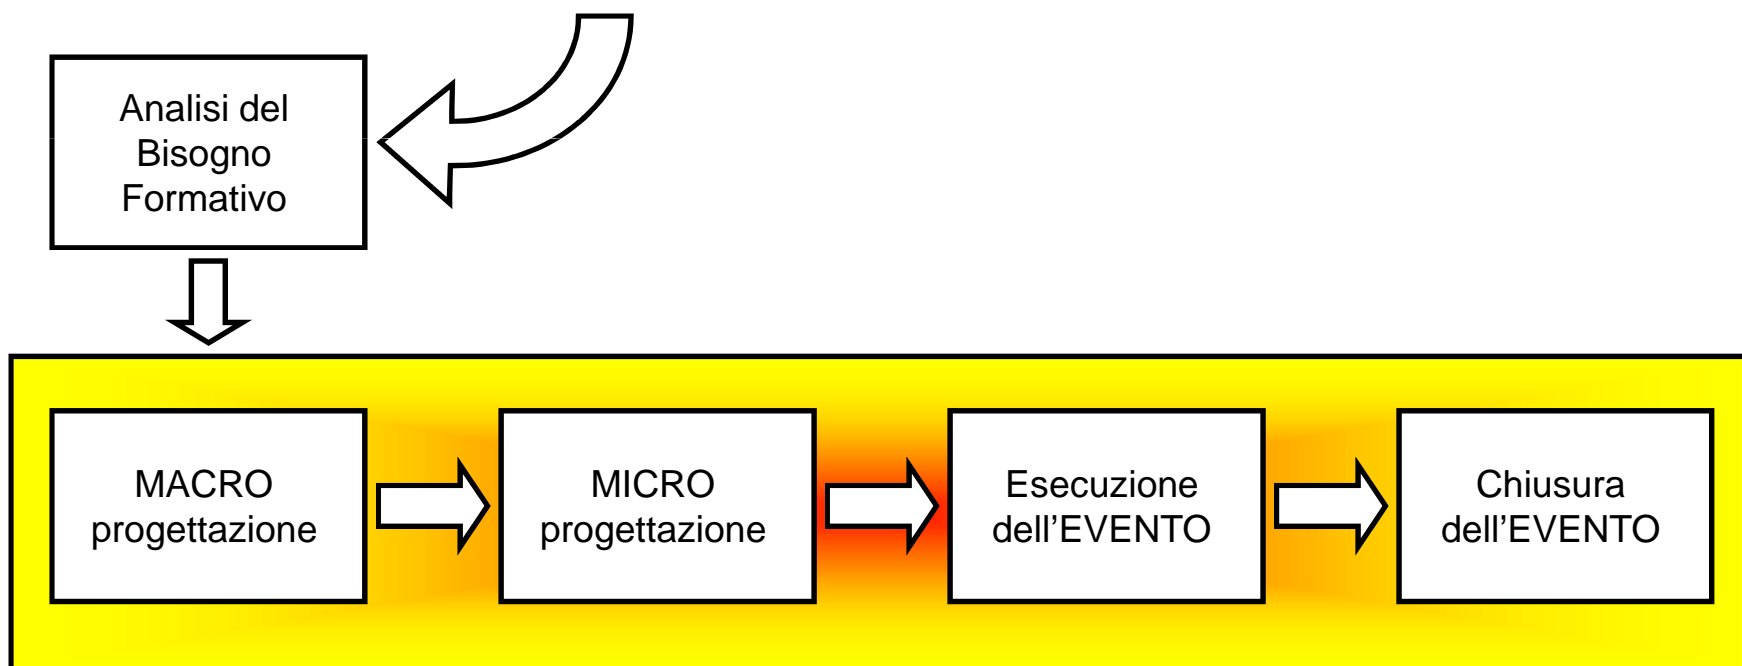 Analisi del
Bisogno
Formativo
MACRO
progettazione
MICRO
progettazione
Esecuzione
dell’EVENTO
Chiusura
dell’EVENTO